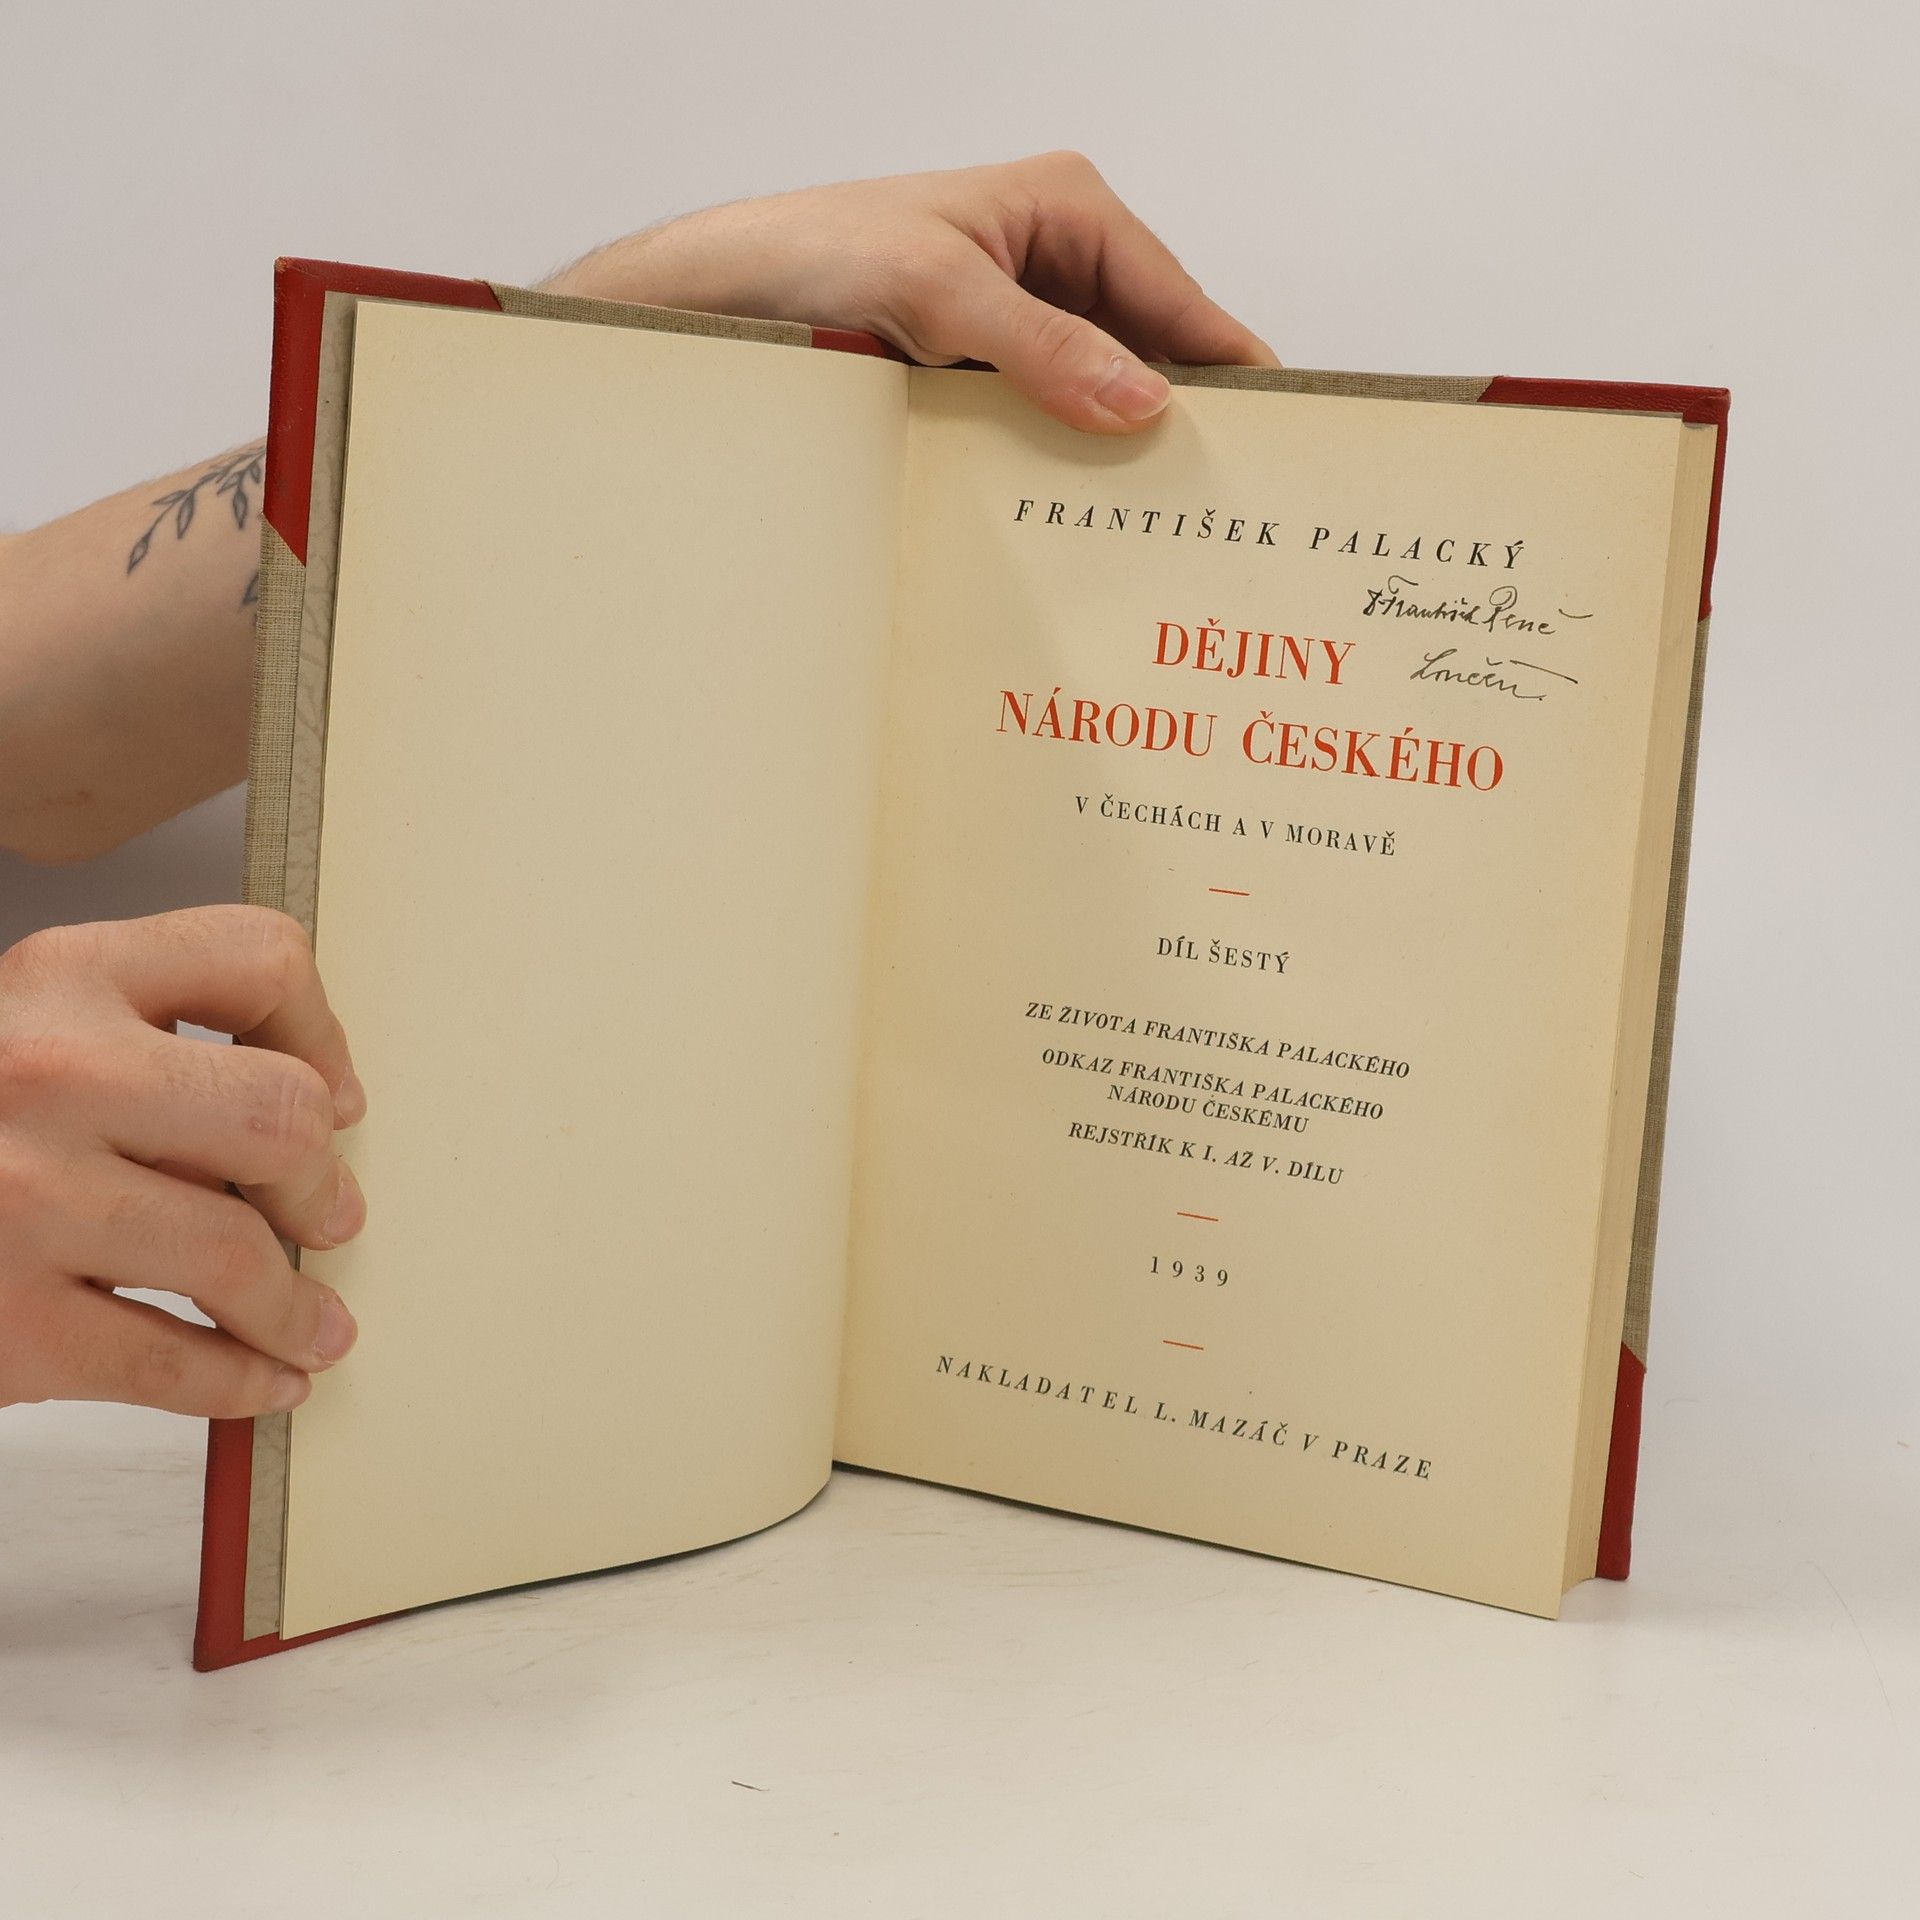 FRANTIŠEK PALACKÝ
František
DĚJINY
NÁRODU ČESKÉHO
V ČECHÁCH A V MORAVĚ
DÍL ŠESTÝ
ZE ŽIVOTA FRANTIŠKA PALACKÉHO
ODKAZ FRANTIŠKA PALACKÉHO
NÁRODU ČESKÉMU
REJSTŘÍK K I. AŽ V. DÍLU
1939
NAKLADATEL L. MAZÁČ V PRAZE